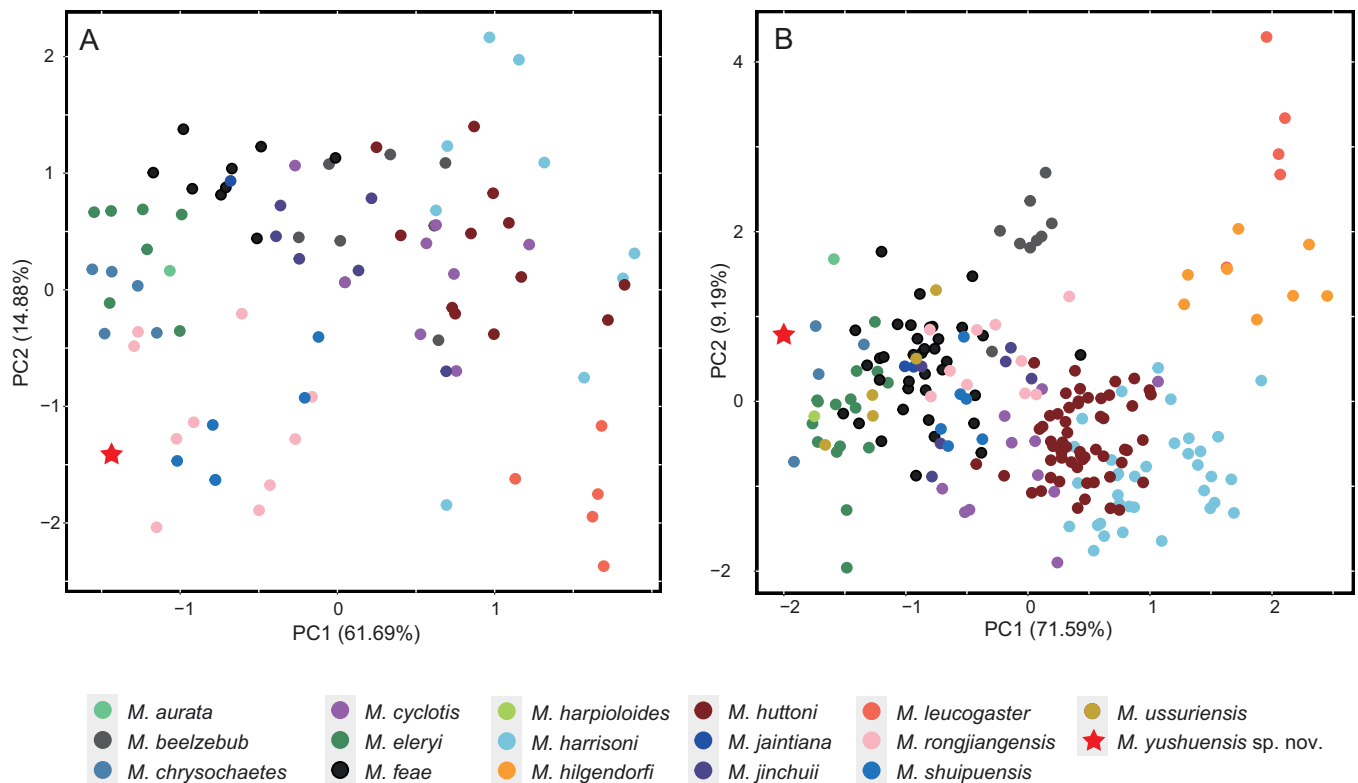 A
B
2
1
0
−1
−2
PC2 (14.88%)
−1
0
1
PC1 (61.69%)
4
2
0
−2
PC2 (9.19%)
−2
−1
0
1
2
PC1 (71.59%)
M. aurata
M. beelzebub
M. chrysochaetes
M. cyclotis
M. eleryi
M. feae
M. harpioloides
M. harrisoni
M. hilgendorfi
M. huttoni
M. jaintiana
M. jinchuii
M. leucogaster
M. rongjiangensis
M. shuipuensis
M. ussuriensis
M. yushuensis sp. nov.